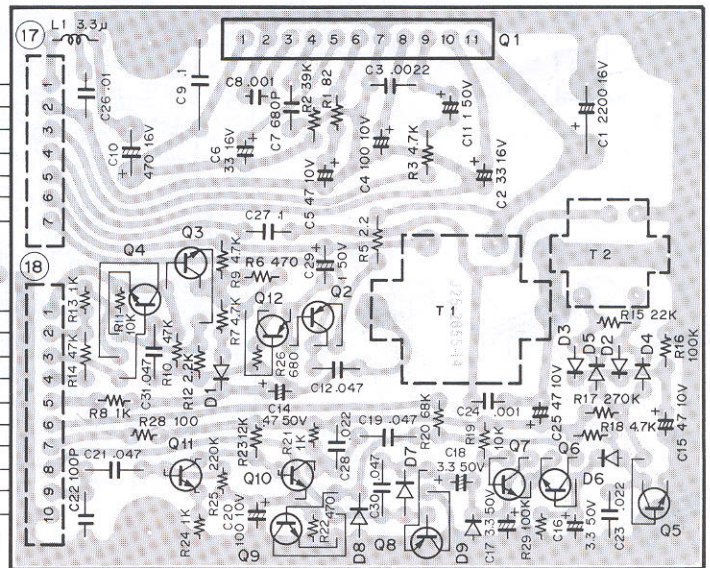 17
L1 3.3μ
1 2 3 4 5 6 7 8 9 10 11
Q1
1
2
3
4
5
6
7
C26 .01
C9 .1
C8 .001
C7 680P
R2 39K
R1 82
C3 .0022
C11 1 50V
C1 2200 16V
C10 470 16V
C6 33 16V
C5 47 10V
C4 100 10V
R3 4.7K
C2 33 16V
C27 .1
R5 2.2
Q4
Q3
R9 4.7K
R6 470
C29 1 50V
T1
T2
18
1
2
3
4
5
6
7
8
9
10
R13 1K
R11 10K
R7 4.7K
Q12
Q2
R15 22K
R14 47K
C31 .047
R10 47K
R12 2.2K
D1
R26 680
C12 .047
D3
D5
D2
D4
R16 100K
R8 1K
C14 47 50V
R17 270K
R28 100
R23 12K
R21 1K
C28 .022
C19 .047
R20 68K
C24 .001
R19 10K
C25 47 10V
R18 4.7K
C15 47 10V
C21 .047
Q11
R25 220K
Q10
C30 .047
D7
C18 3.3 50V
Q7
Q6
D6
C22 100P
R24 1K
C20 100 10V
Q9
R22 470
D8
Q8
D9
C17 3.3 50V
R29 100K
C16 3.3 50V
C23 .022
Q5